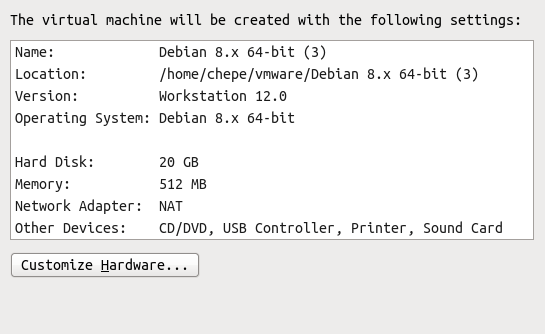 The virtual machine will be created with the following settings:
Name: Debian 8.x 64-bit (3)
Location: /home/chepe/vmware/Debian 8.x 64-bit (3)
Version: Workstation 12.0
Operating System: Debian 8.x 64-bit
Hard Disk: 20 GB
Memory: 512 MB
Network Adapter: NAT
Other Devices: CD/DVD, USB Controller, Printer, Sound Card
Customize Hardware...